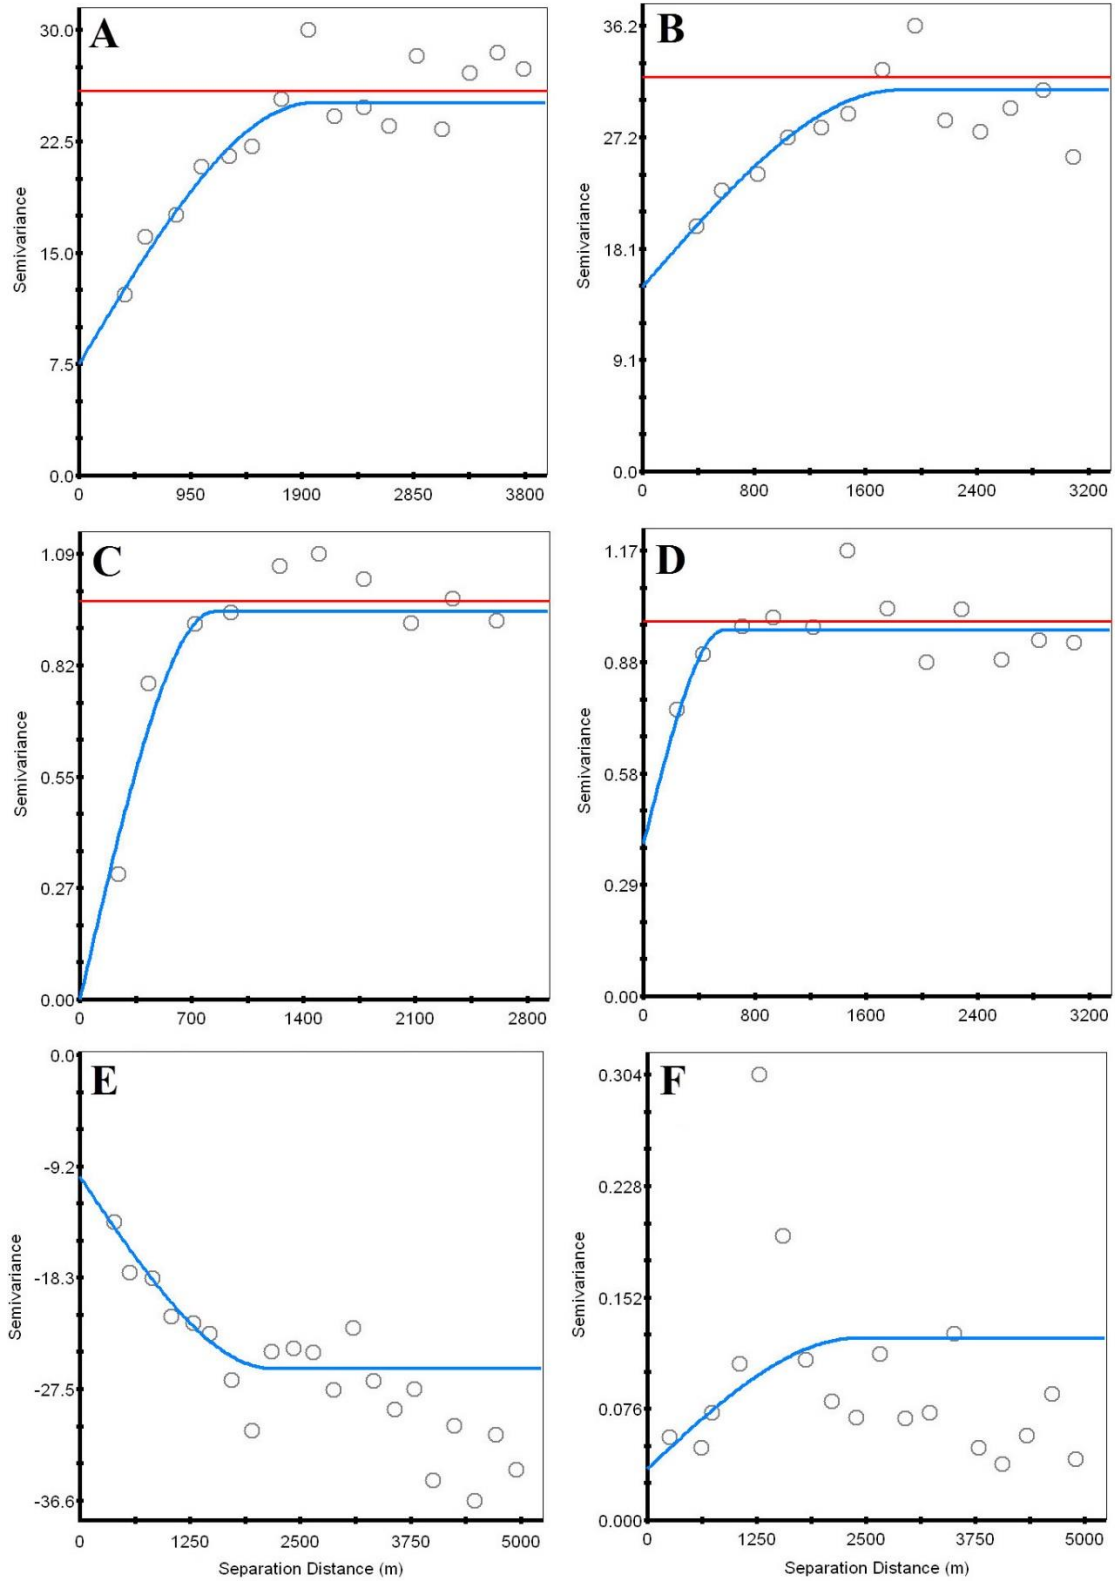 A
30.0
22.5
15.0
7.5
0.0
0 950 1900 2850 3800
Semivariance
B
36.2
27.2
18.1
9.1
0.0
0 800 1600 2400 3200
Semivariance
C
1.09
0.82
0.55
0.27
0.00
0 700 1400 2100 2800
Semivariance
D
1.17
0.88
0.58
0.29
0.00
0 800 1600 2400 3200
Semivariance
E
0.0
-9.2
-18.3
-27.5
-36.6
0 1250 2500 3750 5000
Semivariance
Separation Distance (m)
F
0.304
0.228
0.152
0.076
0.000
0 1250 2500 3750 5000
Semivariance
Separation Distance (m)